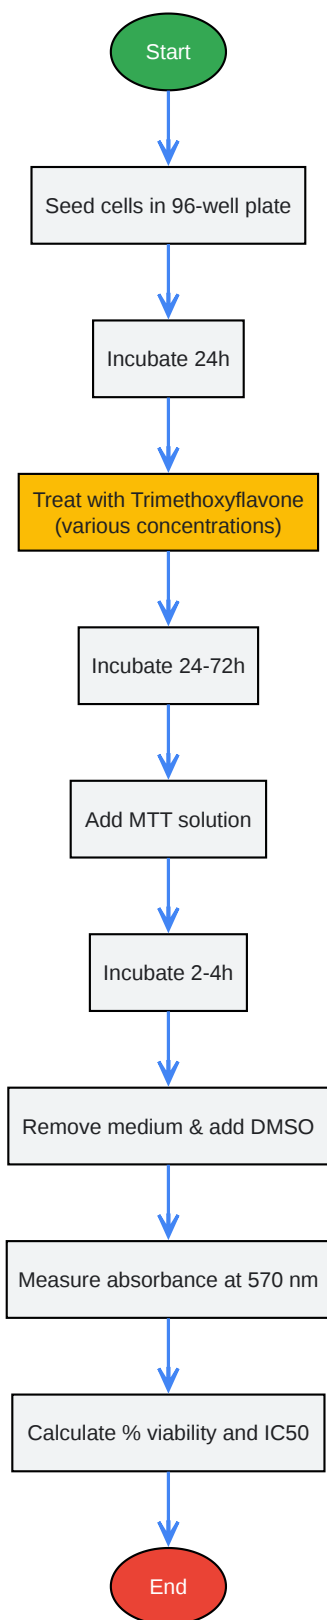 Start
Seed cells in 96-well plate
Incubate 24h
Treat with Trimethoxyflavone
(various concentrations)
Incubate 24-72h
Add MTT solution
Incubate 2-4h
Remove medium & add DMSO
Measure absorbance at 570 nm
Calculate % viability and IC50
End